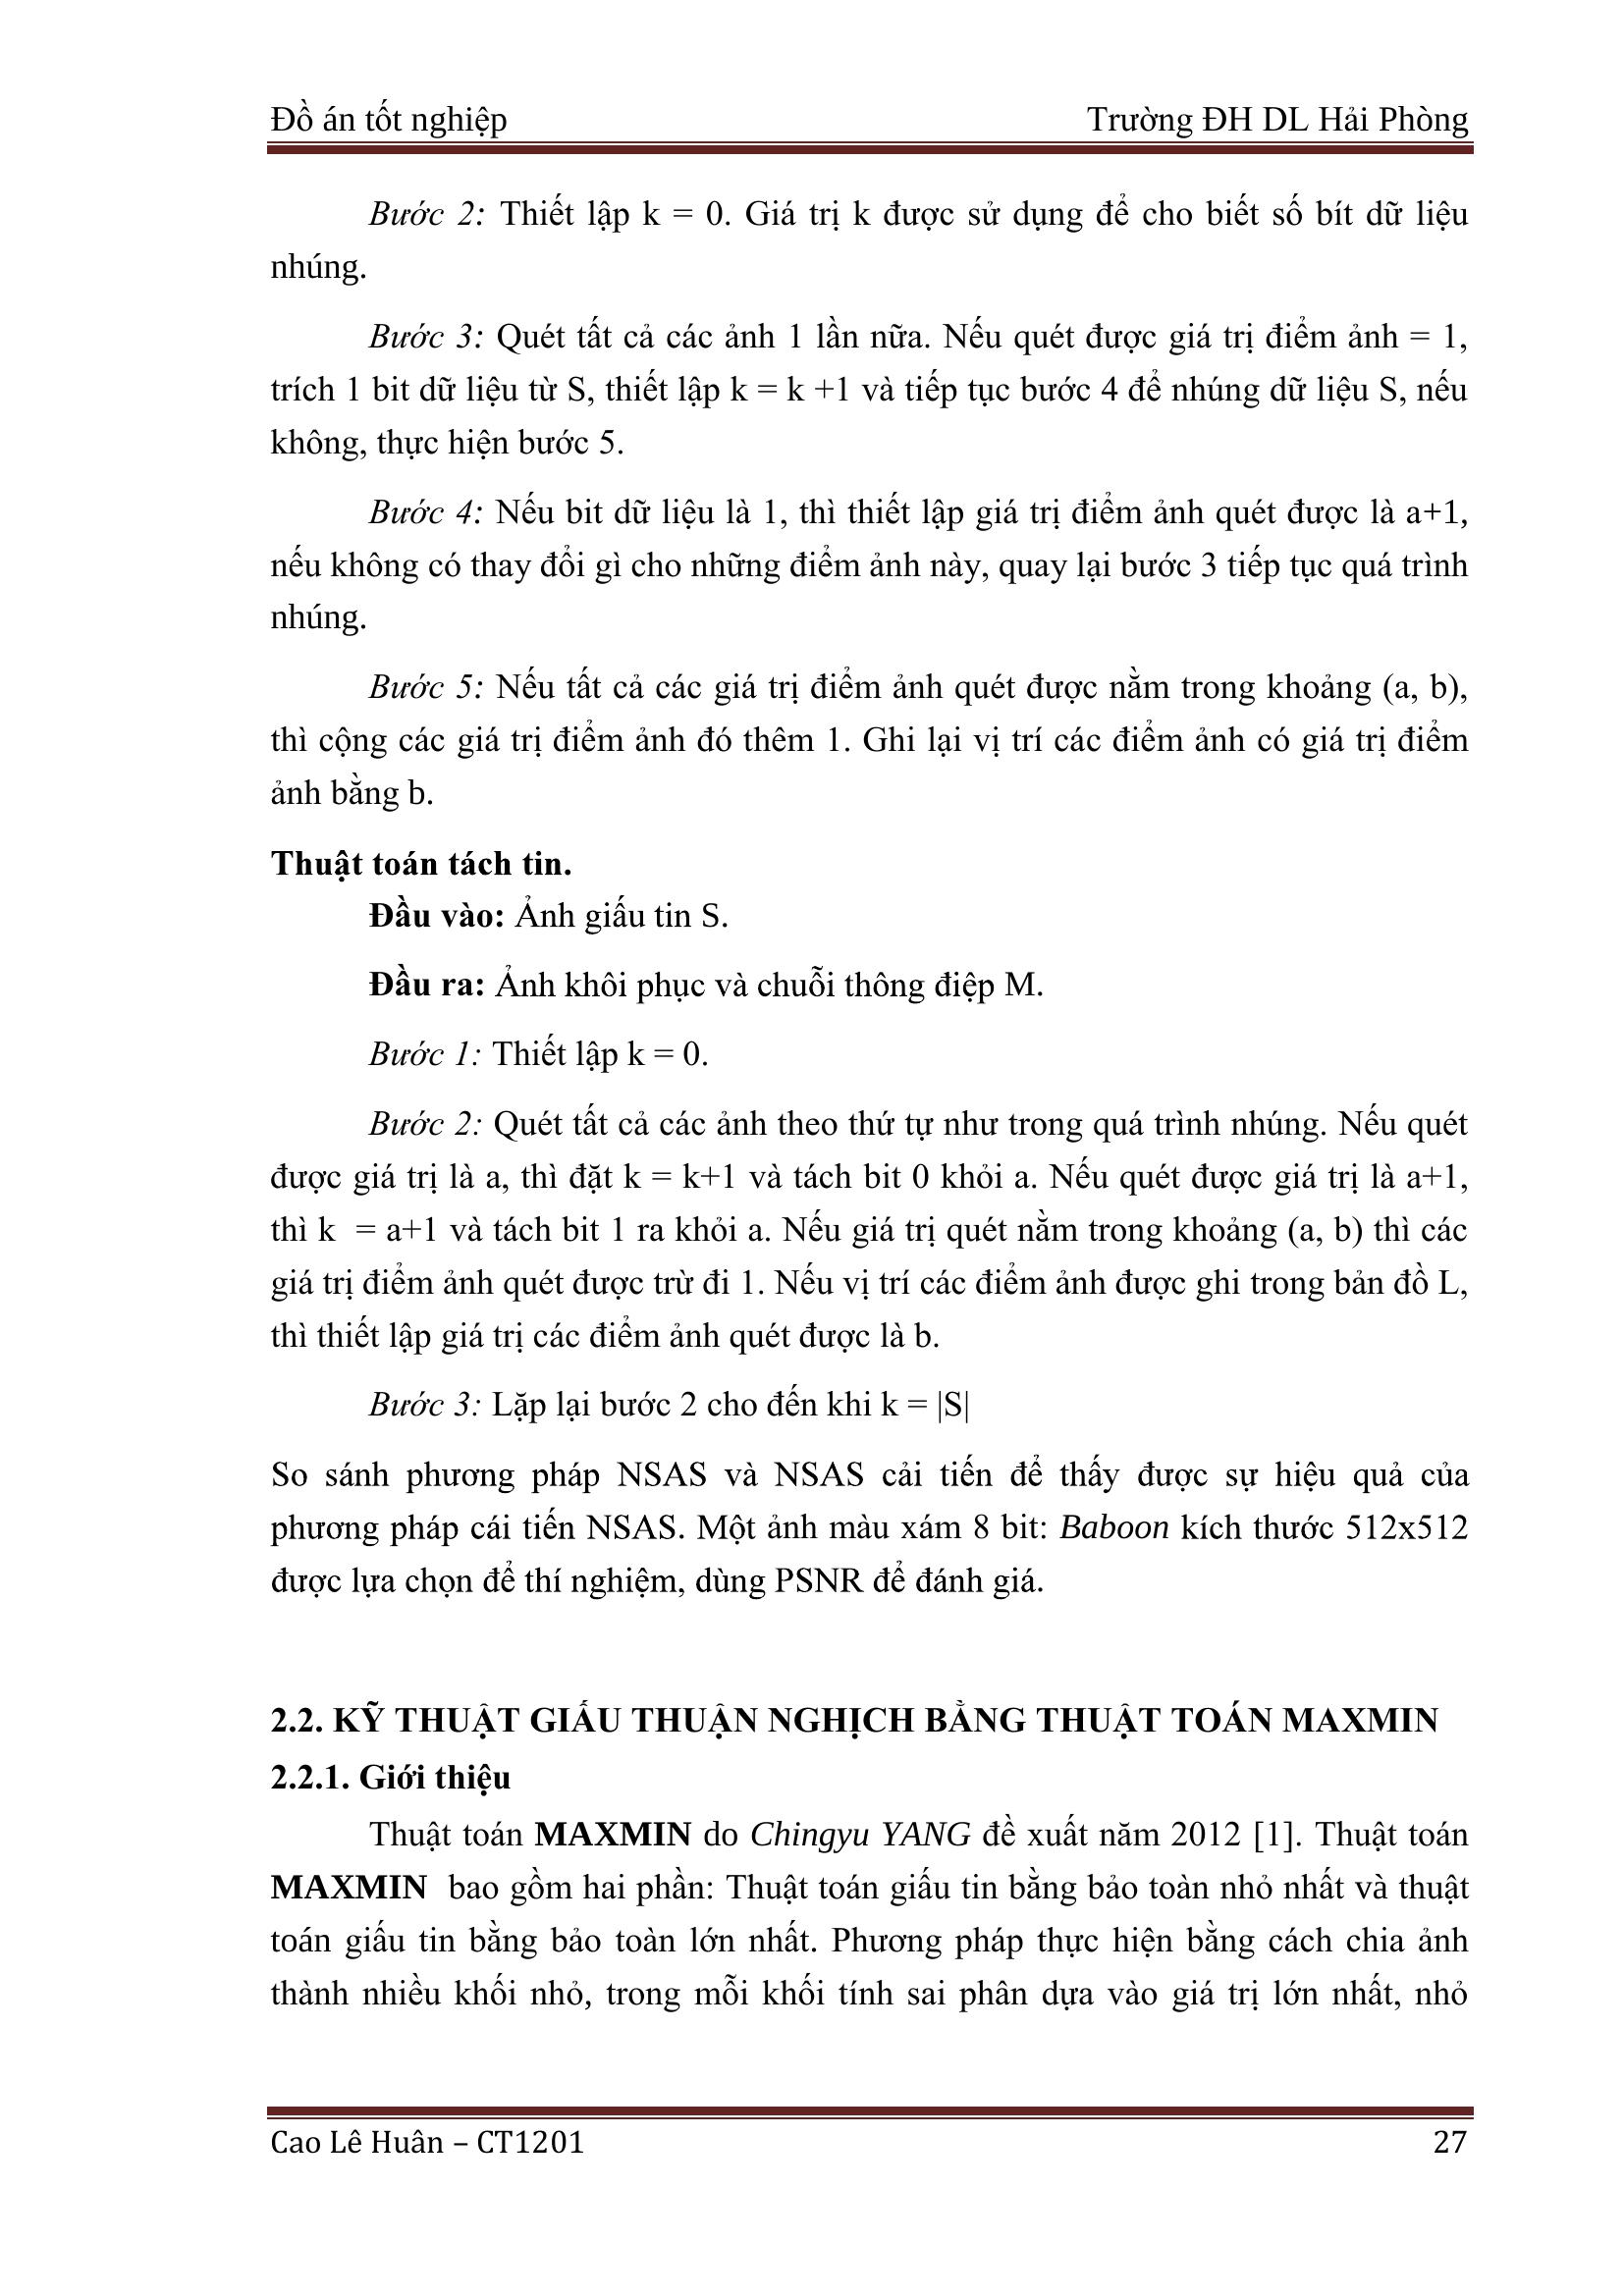 Đồ án tốt nghiệp Trường ĐH DL Hải Phòng
Bước 2: Thiết lập k = 0. Giá trị k được sử dụng để cho biết số bít dữ liệu
nhúng.
Bước 3: Quét tất cả các ảnh 1 lần nữa. Nếu quét được giá trị điểm ảnh = 1,
trích 1 bit dữ liệu từ S, thiết lập k = k +1 và tiếp tục bước 4 để nhúng dữ liệu S, nếu
không, thực hiện bước 5.
Bước 4: Nếu bit dữ liệu là 1, thì thiết lập giá trị điểm ảnh quét được là a+1,
nếu không có thay đổi gì cho những điểm ảnh này, quay lại bước 3 tiếp tục quá trình
nhúng.
Bước 5: Nếu tất cả các giá trị điểm ảnh quét được nằm trong khoảng (a, b),
thì cộng các giá trị điểm ảnh đó thêm 1. Ghi lại vị trí các điểm ảnh có giá trị điểm
ảnh bằng b.
Thuật toán tách tin.
Đầu vào: Ảnh giấu tin S.
Đầu ra: Ảnh khôi phục và chuỗi thông điệp M.
Bước 1: Thiết lập k = 0.
Bước 2: Quét tất cả các ảnh theo thứ tự như trong quá trình nhúng. Nếu quét
được giá trị là a, thì đặt k = k+1 và tách bit 0 khỏi a. Nếu quét được giá trị là a+1,
thì k  = a+1 và tách bit 1 ra khỏi a. Nếu giá trị quét nằm trong khoảng (a, b) thì các
giá trị điểm ảnh quét được trừ đi 1. Nếu vị trí các điểm ảnh được ghi trong bản đồ L,
thì thiết lập giá trị các điểm ảnh quét được là b.
Bước 3: Lặp lại bước 2 cho đến khi k = |S|
So sánh phương pháp NSAS và NSAS cải tiến để thấy được sự hiệu quả của
phương pháp cái tiến NSAS. Một ảnh màu xám 8 bit: Baboon kích thước 512x512
được lựa chọn để thí nghiệm, dùng PSNR để đánh giá.
2.2. KỸ THUẬT GIẤU THUẬN NGHỊCH BẰNG THUẬT TOÁN MAXMIN
2.2.1. Giới thiệu
Thuật toán MAXMIN do Chingyu YANG đề xuất năm 2012 [1]. Thuật toán
MAXMIN  bao gồm hai phần: Thuật toán giấu tin bằng bảo toàn nhỏ nhất và thuật
toán giấu tin bằng bảo toàn lớn nhất. Phương pháp thực hiện bằng cách chia ảnh
thành nhiều khối nhỏ, trong mỗi khối tính sai phân dựa vào giá trị lớn nhất, nhỏ
Cao Lê Huân – CT1201 27